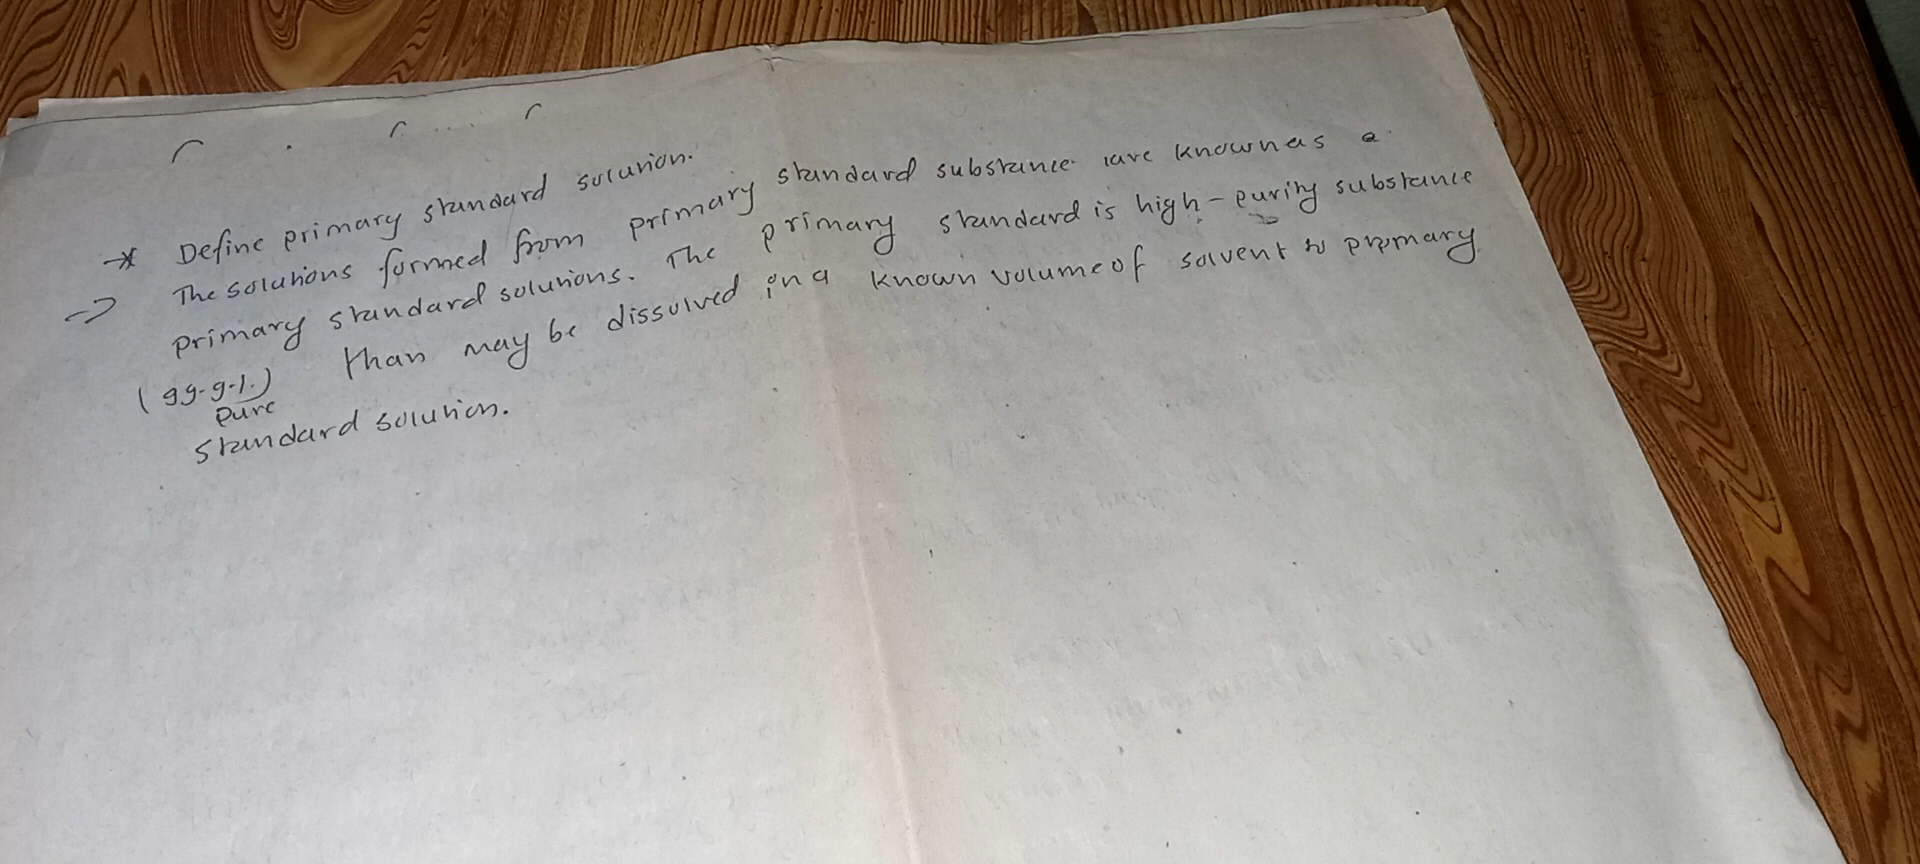 * Define primary standard solution.
=> The solutions formed from primary standard substance are known as a
primary standard solutions. The primary standard is high-purity substance
(99.9%) than may be dissolved in a known volume of solvent to primary
pure
standard solution.